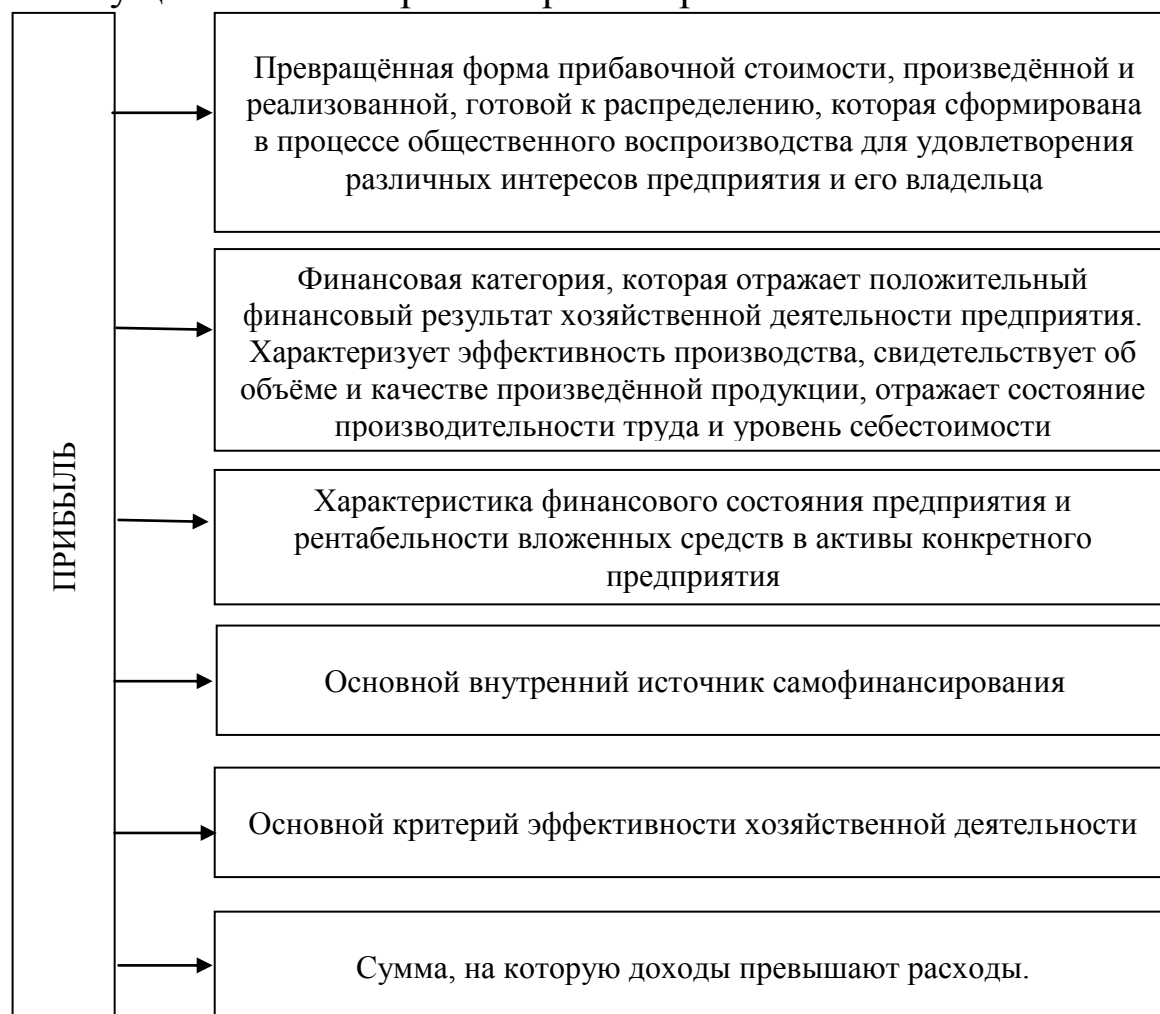 ПРИБЫЛЬ
Превращённая форма прибавочной стоимости, произведённой и
реализованной, готовой к распределению, которая сформирована
в процессе общественного воспроизводства для удовлетворения
различных интересов предприятия и его владельца
Финансовая категория, которая отражает положительный
финансовый результат хозяйственной деятельности предприятия.
Характеризует эффективность производства, свидетельствует об
объёме и качестве произведённой продукции, отражает состояние
производительности труда и уровень себестоимости
Характеристика финансового состояния предприятия и
рентабельности вложенных средств в активы конкретного
предприятия
Основной внутренний источник самофинансирования
Основной критерий эффективности хозяйственной деятельности
Сумма, на которую доходы превышают расходы.